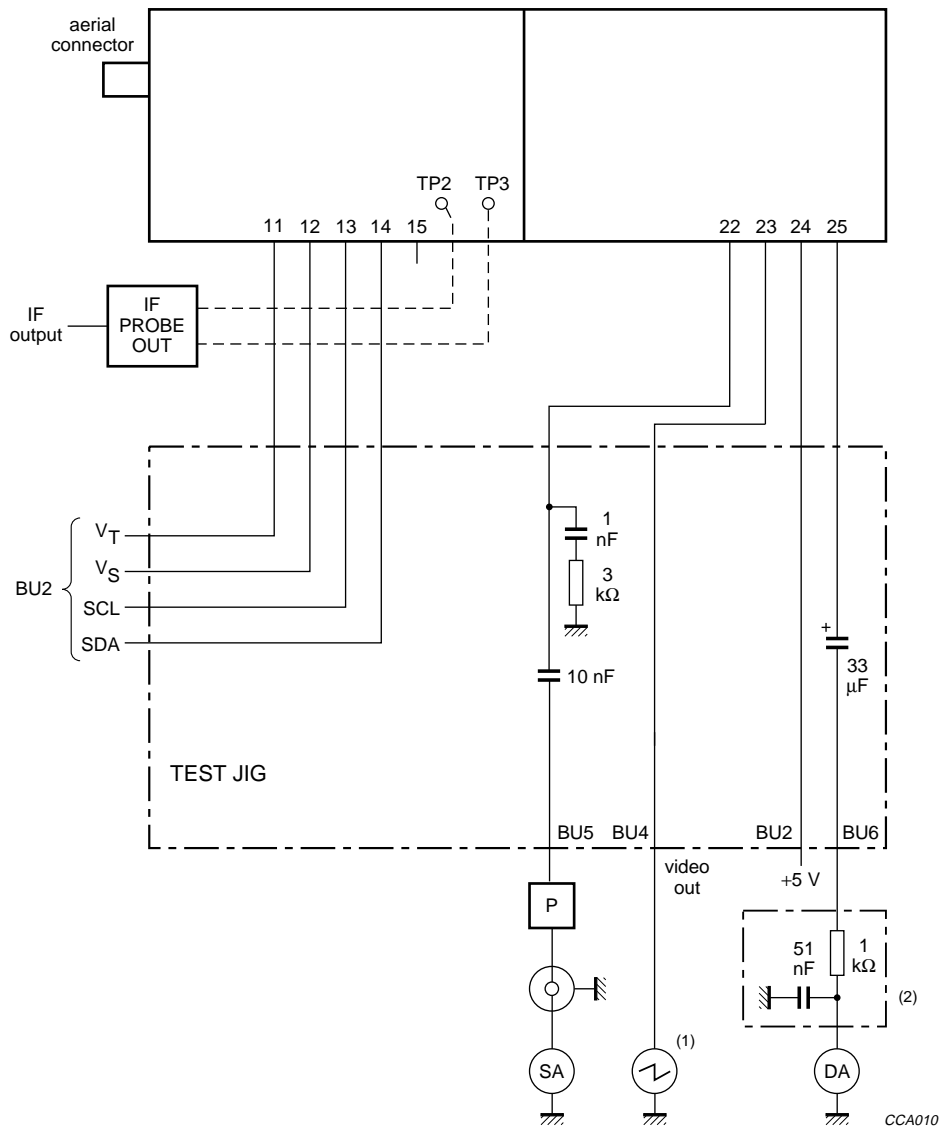 aerial
connector
TP2 TP3
11 12 13 14 15 22 23 24 25
IF
output
IF
PROBE
OUT
BU2
VT
VS
SCL
SDA
1
nF
3
kΩ
10 nF
+
33
μF
TEST JIG
BU5 BU4 BU2 BU6
video
out
+5 V
P
51
nF
1
kΩ
(2)
(1)
SA
DA
CCA010